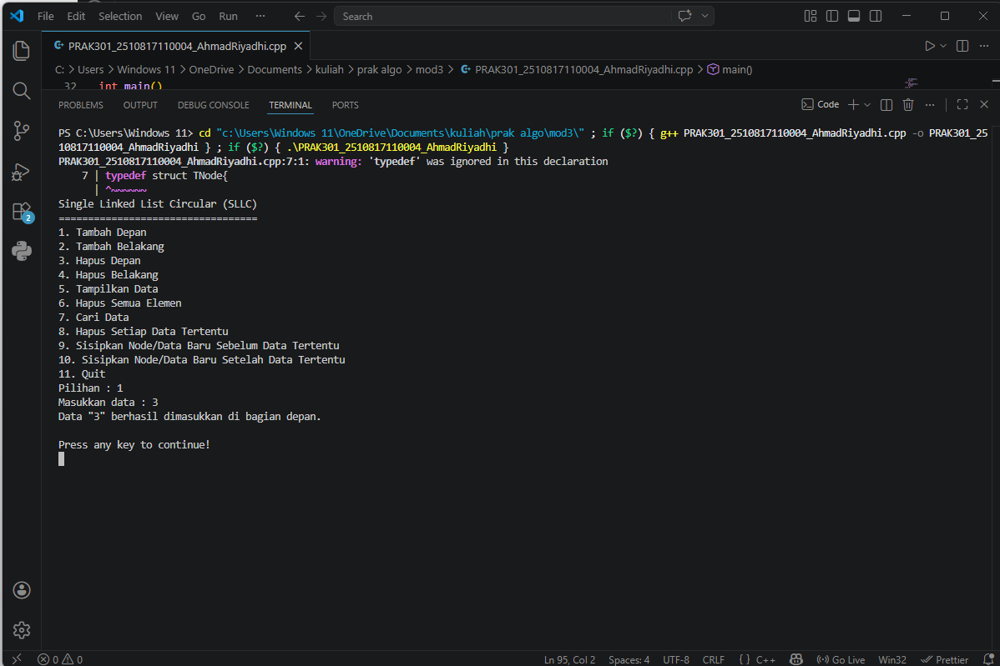 File Edit Selection View Go Run ··· Search
PRAK301_2510817110004_AhmadRiyadhi.cpp
C: > Users > Windows 11 > OneDrive > Documents > kuliah > prak algo > mod3 > PRAK301_2510817110004_AhmadRiyadhi.cpp > main()
32 int main()
PROBLEMS OUTPUT DEBUG CONSOLE TERMINAL PORTS Code
PS C:\Users\Windows 11> cd "c:\Users\Windows 11\OneDrive\Documents\kuliah\prak algo\mod3\" ; if ($?) { g++ PRAK301_2510817110004_AhmadRiyadhi.cpp -o PRAK301_25
10817110004_AhmadRiyadhi } ; if ($?) { .\PRAK301_2510817110004_AhmadRiyadhi }
PRAK301_2510817110004_AhmadRiyadhi.cpp:7:1: warning: 'typedef' was ignored in this declaration
7 | typedef struct TNode{
| ^~~~~~~
Single Linked List Circular (SLLC)
==================================
1. Tambah Depan
2. Tambah Belakang
3. Hapus Depan
4. Hapus Belakang
5. Tampilkan Data
6. Hapus Semua Elemen
7. Cari Data
8. Hapus Setiap Data Tertentu
9. Sisipkan Node/Data Baru Sebelum Data Tertentu
10. Sisipkan Node/Data Baru Setelah Data Tertentu
11. Quit
Pilihan : 1
Masukkan data : 3
Data "3" berhasil dimasukkan di bagian depan.
Press any key to continue!
2
0 0 Ln 95, Col 2 Spaces: 4 UTF-8 CRLF { } C++ Go Live Win32 Prettier